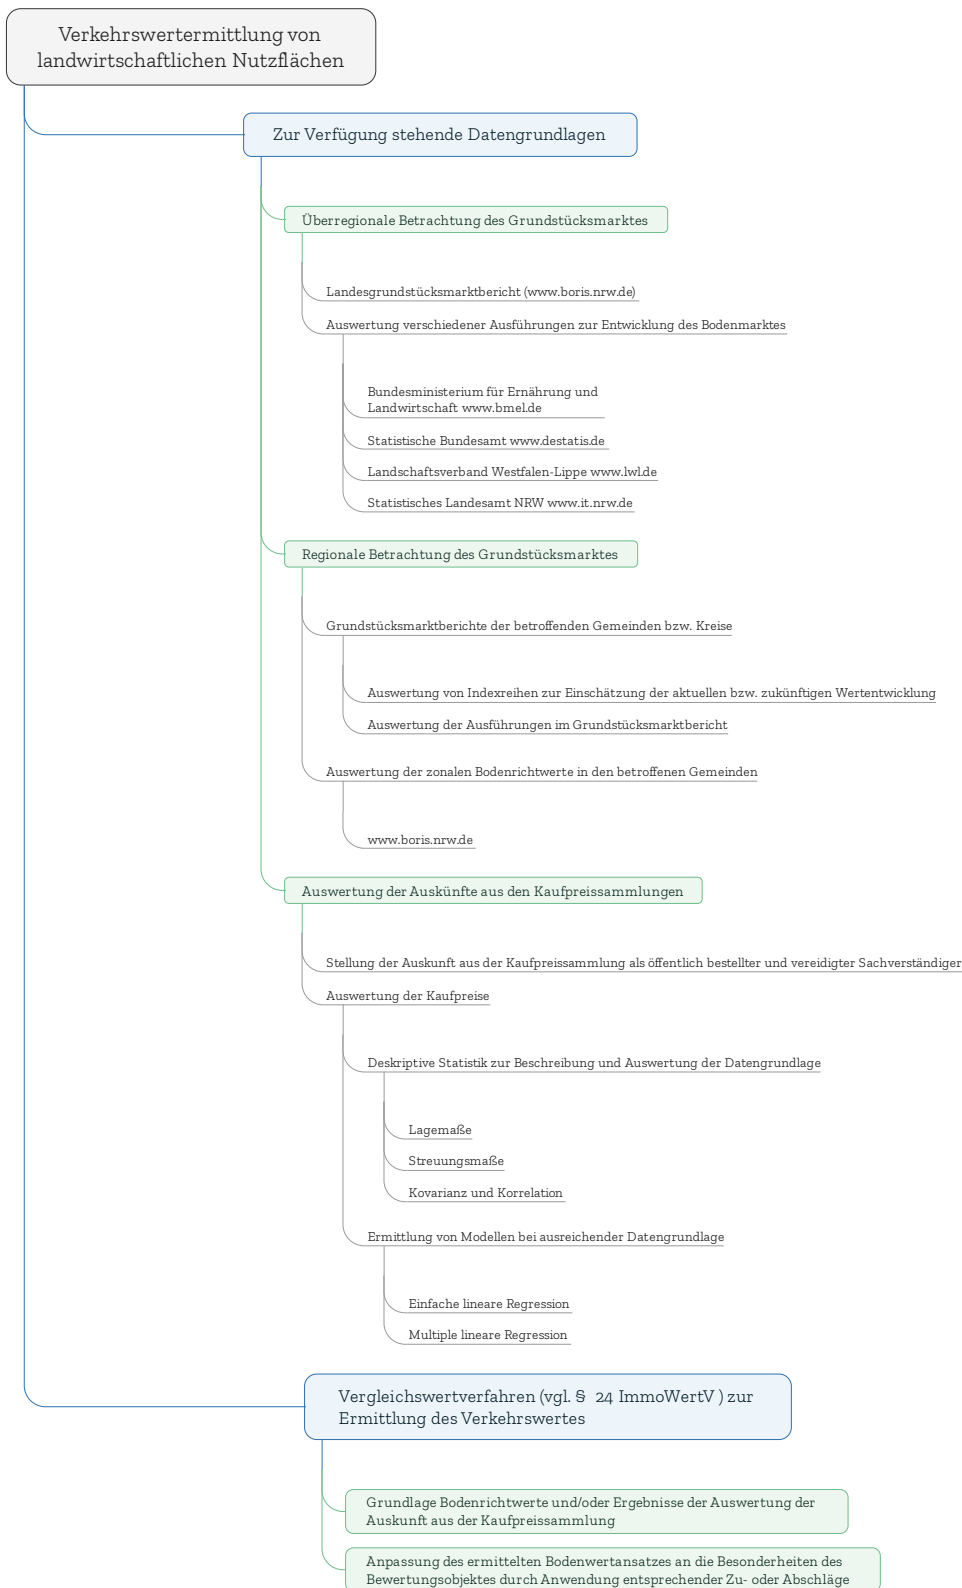 Verkehrswertermittlung von
landwirtschaftlichen Nutzflächen
Zur Verfügung stehende Datengrundlagen
Überregionale Betrachtung des Grundstücksmarktes
Landesgrundstücksmarktbericht (www.boris.nrw.de)
Auswertung verschiedener Ausführungen zur Entwicklung des Bodenmarktes
Bundesministerium für Ernährung und
Landwirtschaft www.bmel.de
Statistische Bundesamt www.destatis.de
Landschaftsverband Westfalen-Lippe www.lwl.de
Statistisches Landesamt NRW www.it.nrw.de
Regionale Betrachtung des Grundstücksmarktes
Grundstücksmarktberichte der betroffenden Gemeinden bzw. Kreise
Auswertung von Indexreihen zur Einschätzung der aktuellen bzw. zukünftigen Wertentwicklung
Auswertung der Ausführungen im Grundstücksmarktbericht
Auswertung der zonalen Bodenrichtwerte in den betroffenen Gemeinden
www.boris.nrw.de
Auswertung der Auskünfte aus den Kaufpreissammlungen
Stellung der Auskunft aus der Kaufpreissammlung als öffentlich bestellter und vereidigter Sachverständiger
Auswertung der Kaufpreise
Deskriptive Statistik zur Beschreibung und Auswertung der Datengrundlage
Lagemaße
Streuungsmaße
Kovarianz und Korrelation
Ermittlung von Modellen bei ausreichender Datengrundlage
Einfache lineare Regression
Multiple lineare Regression
Vergleichswertverfahren (vgl. § 24 ImmoWertV ) zur
Ermittlung des Verkehrswertes
Grundlage Bodenrichtwerte und/oder Ergebnisse der Auswertung der
Auskunft aus der Kaufpreissammlung
Anpassung des ermittelten Bodenwertansatzes an die Besonderheiten des
Bewertungsobjektes durch Anwendung entsprechender Zu- oder Abschläge